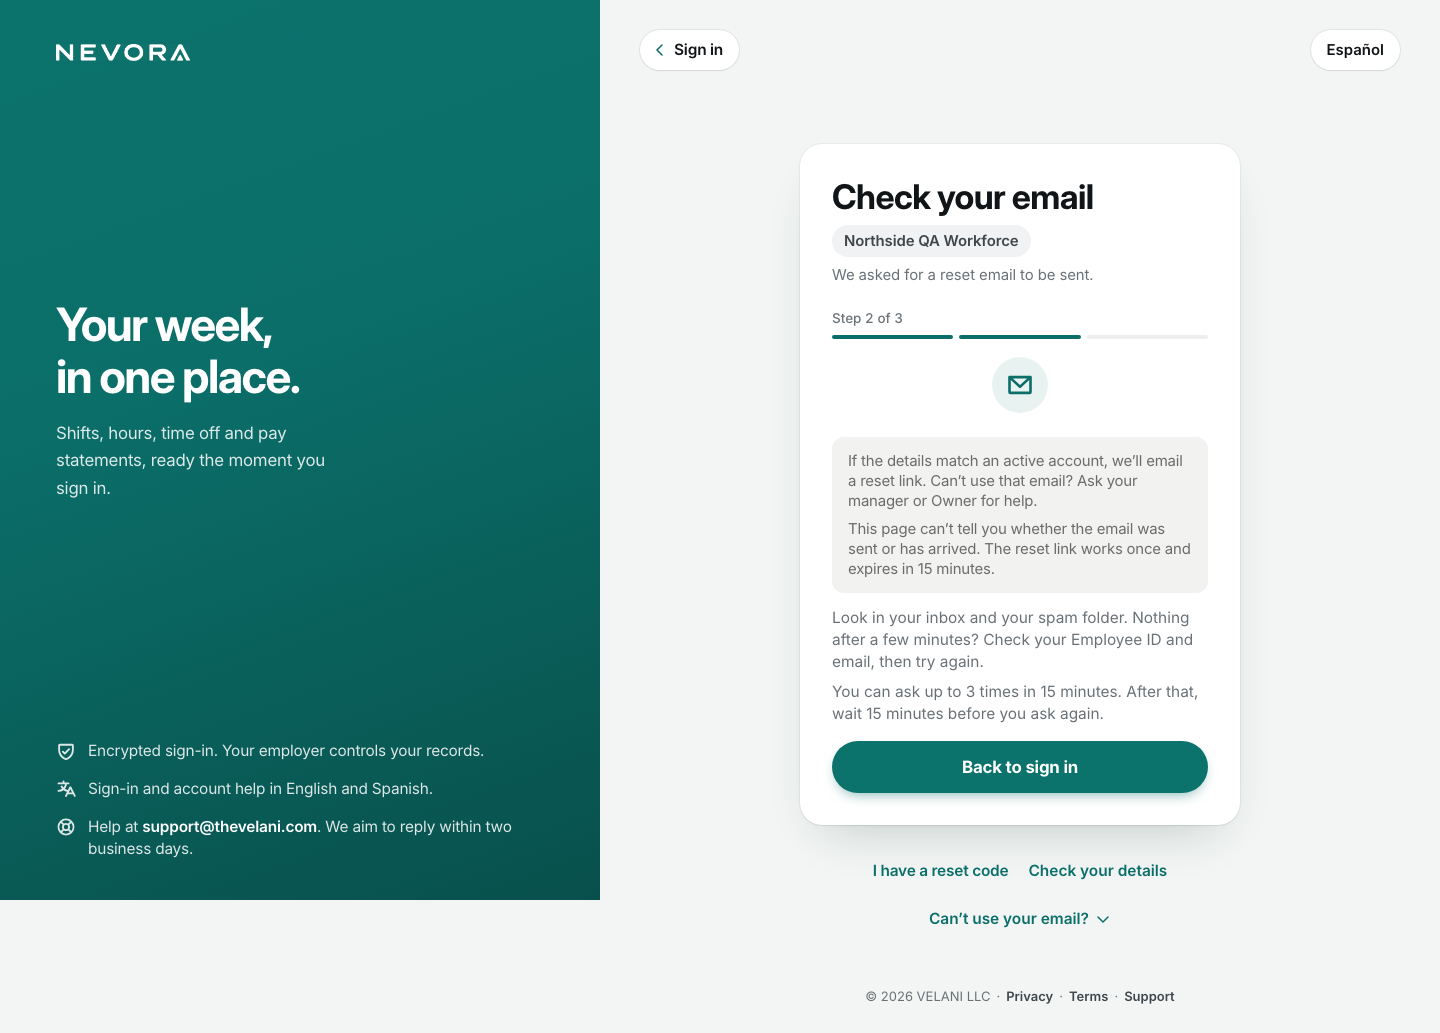 NEVORA
Your week,
in one place.
Shifts, hours, time off and pay
statements, ready the moment you
sign in.
Encrypted sign-in. Your employer controls your records.
Sign-in and account help in English and Spanish.
Help at support@thevelani.com. We aim to reply within two
business days.
Sign in
Español
Check your email
Northside QA Workforce
We asked for a reset email to be sent.
Step 2 of 3
If the details match an active account, we’ll email
a reset link. Can’t use that email? Ask your
manager or Owner for help.
This page can’t tell you whether the email was
sent or has arrived. The reset link works once and
expires in 15 minutes.
Look in your inbox and your spam folder. Nothing
after a few minutes? Check your Employee ID and
email, then try again.
You can ask up to 3 times in 15 minutes. After that,
wait 15 minutes before you ask again.
Back to sign in
I have a reset code Check your details
Can’t use your email?
© 2026 VELANI LLC · Privacy · Terms · Support